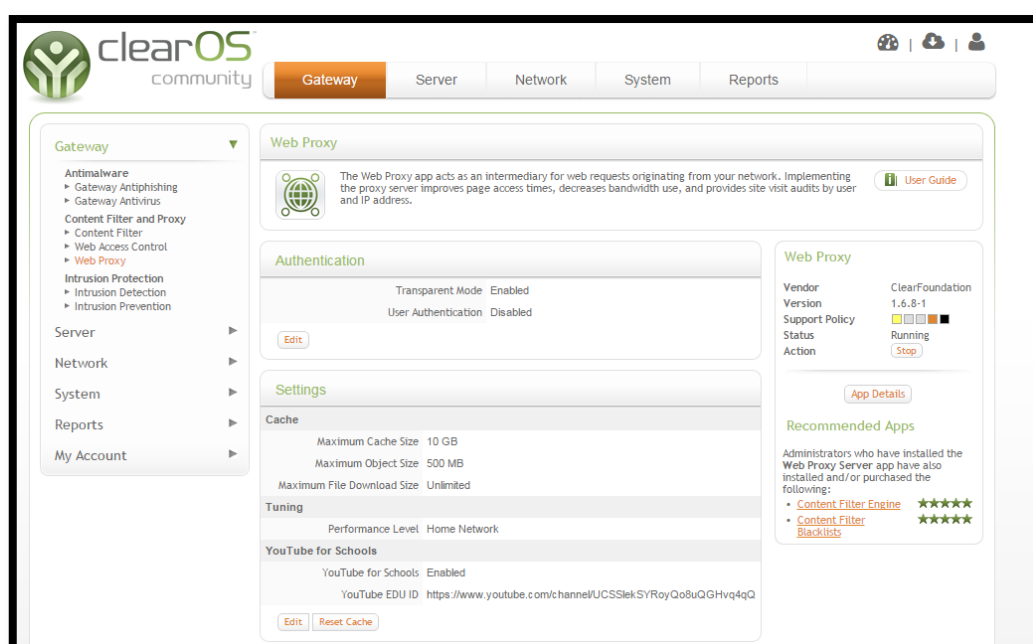 clearOS
community
Gateway Server Network System Reports
Gateway
Antimalware
Gateway Antiphishing
Gateway Antivirus
Content Filter and Proxy
Content Filter
Web Access Control
Web Proxy
Intrusion Protection
Intrusion Detection
Intrusion Prevention
Server
Network
System
Reports
My Account
Web Proxy
The Web Proxy app acts as an intermediary for web requests originating from your network. Implementing
the proxy server improves page access times, decreases bandwidth use, and provides site visit audits by user
and IP address.
User Guide
Authentication
Transparent Mode Enabled
User Authentication Disabled
Edit
Settings
Cache
Maximum Cache Size 10 GB
Maximum Object Size 500 MB
Maximum File Download Size Unlimited
Tuning
Performance Level Home Network
YouTube for Schools
YouTube for Schools Enabled
YouTube EDU ID https://www.youtube.com/channel/UCSSlekSYRoyQo8uQGHvq4qQ
Edit Reset Cache
Web Proxy
Vendor ClearFoundation
Version 1.6.8-1
Support Policy
Status Running
Action Stop
App Details
Recommended Apps
Administrators who have installed the
Web Proxy Server app have also
installed and/or purchased the
following:
Content Filter Engine
Content Filter
Blacklists